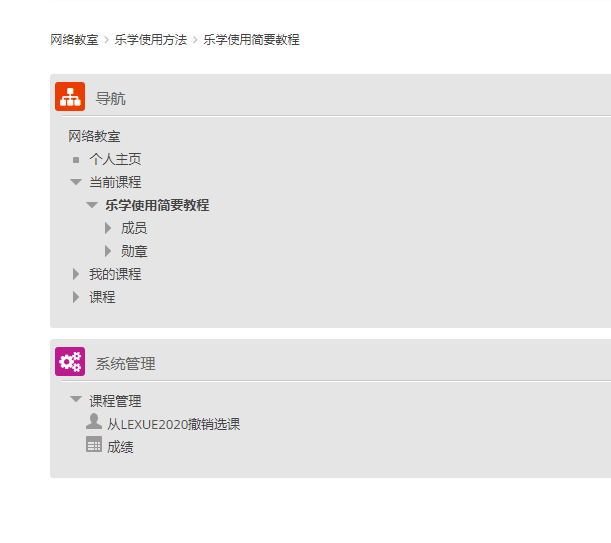 网络教室 > 乐学使用方法 > 乐学使用简要教程
导航
网络教室
个人主页
当前课程
乐学使用简要教程
成员
勋章
我的课程
课程
系统管理
课程管理
从LEXUE2020撤销选课
成绩